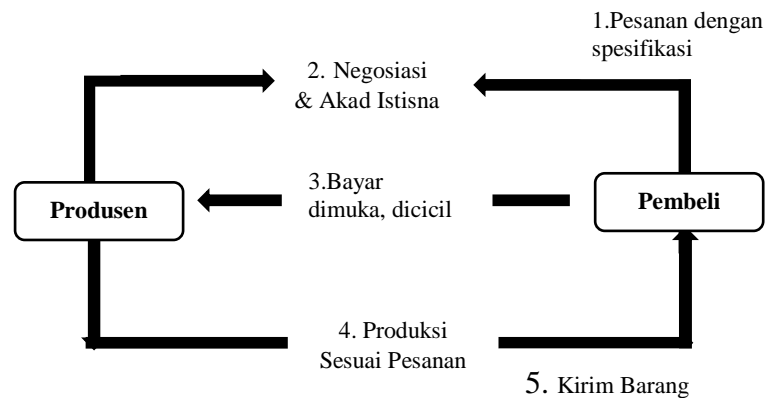 1.Pesanan dengan
spesifikasi
2. Negosiasi
& Akad Istisna
3.Bayar
dimuka, dicicil
Produsen
Pembeli
4. Produksi
Sesuai Pesanan
5. Kirim Barang